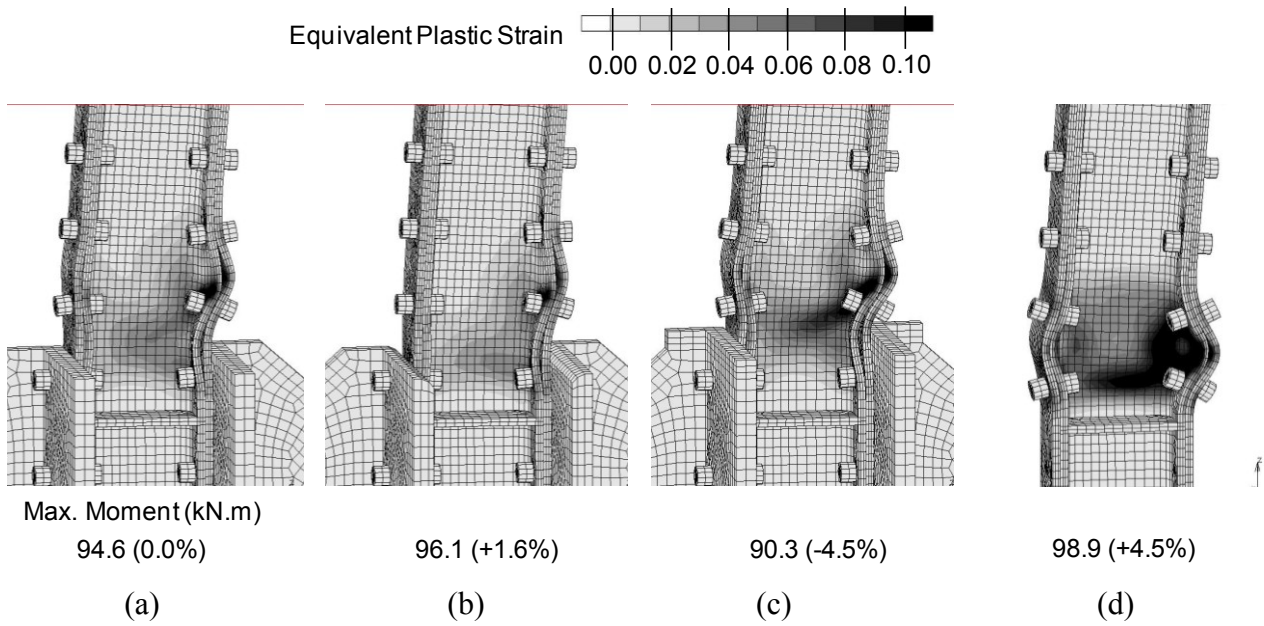 Equivalent Plastic Strain
0.00 0.02 0.04 0.06 0.08 0.10
Max. Moment (kN.m)
94.6 (0.0%) 96.1 (+1.6%) 90.3 (-4.5%) 98.9 (+4.5%)
(a) (b) (c) (d)